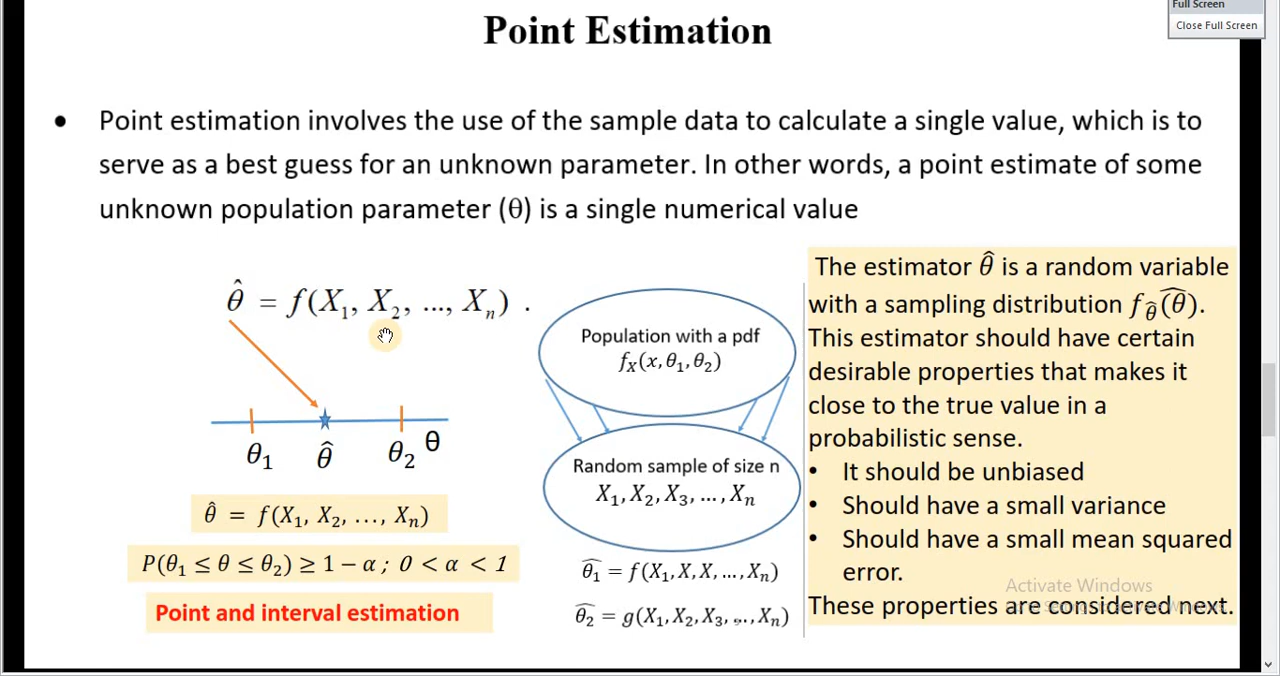 Full Screen
Close Full Screen
Point Estimation
• Point estimation involves the use of the sample data to calculate a single value, which is to
serve as a best guess for an unknown parameter. In other words, a point estimate of some
unknown population parameter (θ) is a single numerical value
θ̂ = f(X₁, X₂, ..., Xₙ) .
θ₁ θ̂ θ₂ θ
θ̂ = f(X₁, X₂, ..., Xₙ)
P(θ₁ ≤ θ ≤ θ₂) ≥ 1 − α ; 0 < α < 1
Point and interval estimation
Population with a pdf
f_X(x, θ₁, θ₂)
Random sample of size n
X₁, X₂, X₃, ..., Xₙ
θ̂₁ = f(X₁, X, X, ..., Xₙ)
θ̂₂ = g(X₁, X₂, X₃, ..., Xₙ)
The estimator θ̂ is a random variable
with a sampling distribution f_θ̂(θ̂).
This estimator should have certain
desirable properties that makes it
close to the true value in a
probabilistic sense.
• It should be unbiased
• Should have a small variance
• Should have a small mean squared
error.
These properties are considered next.
Activate Windows